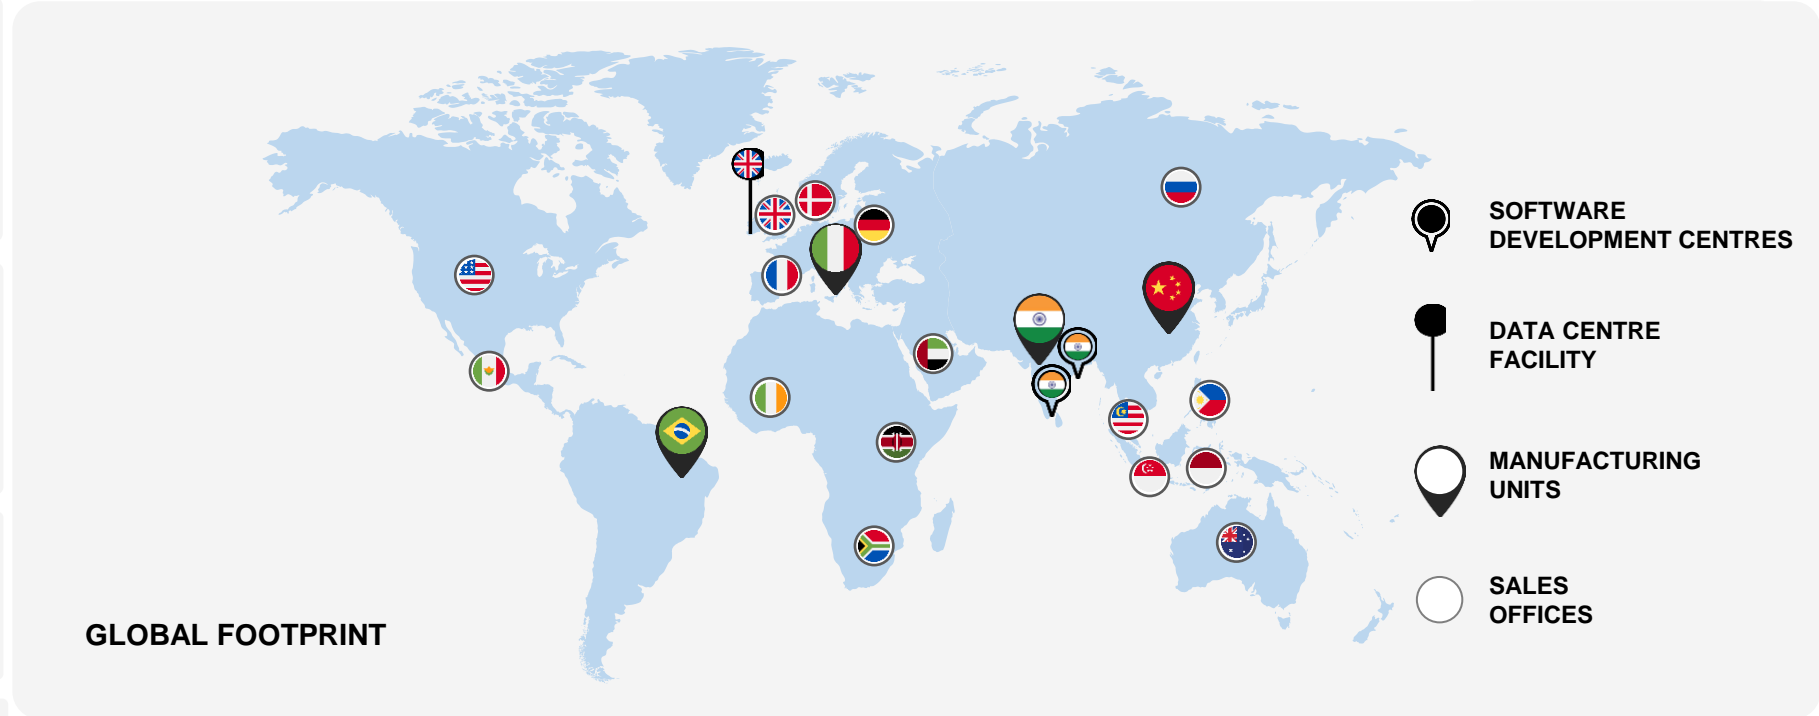 SOFTWARE
DEVELOPMENT CENTRES
DATA CENTRE
FACILITY
MANUFACTURING
UNITS
SALES
OFFICES
GLOBAL FOOTPRINT